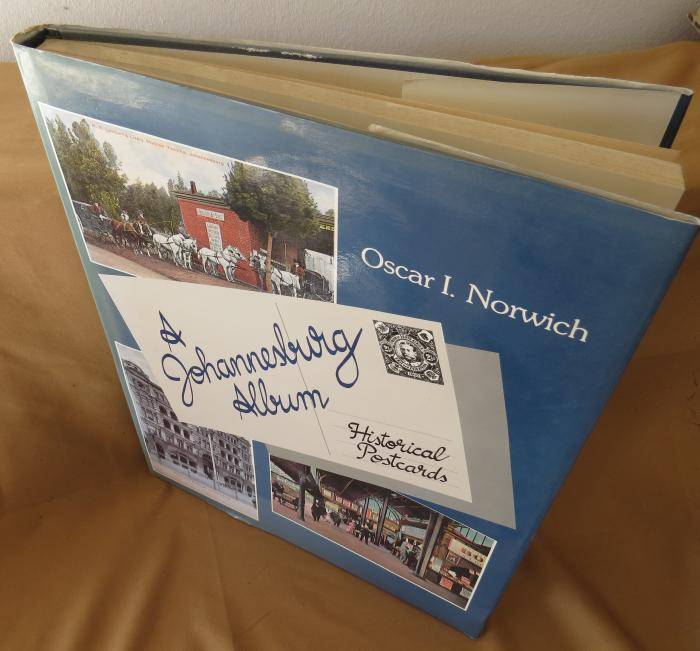 Oscar I. Norwich
A
Johannesburg
Album
Historical
Postcards